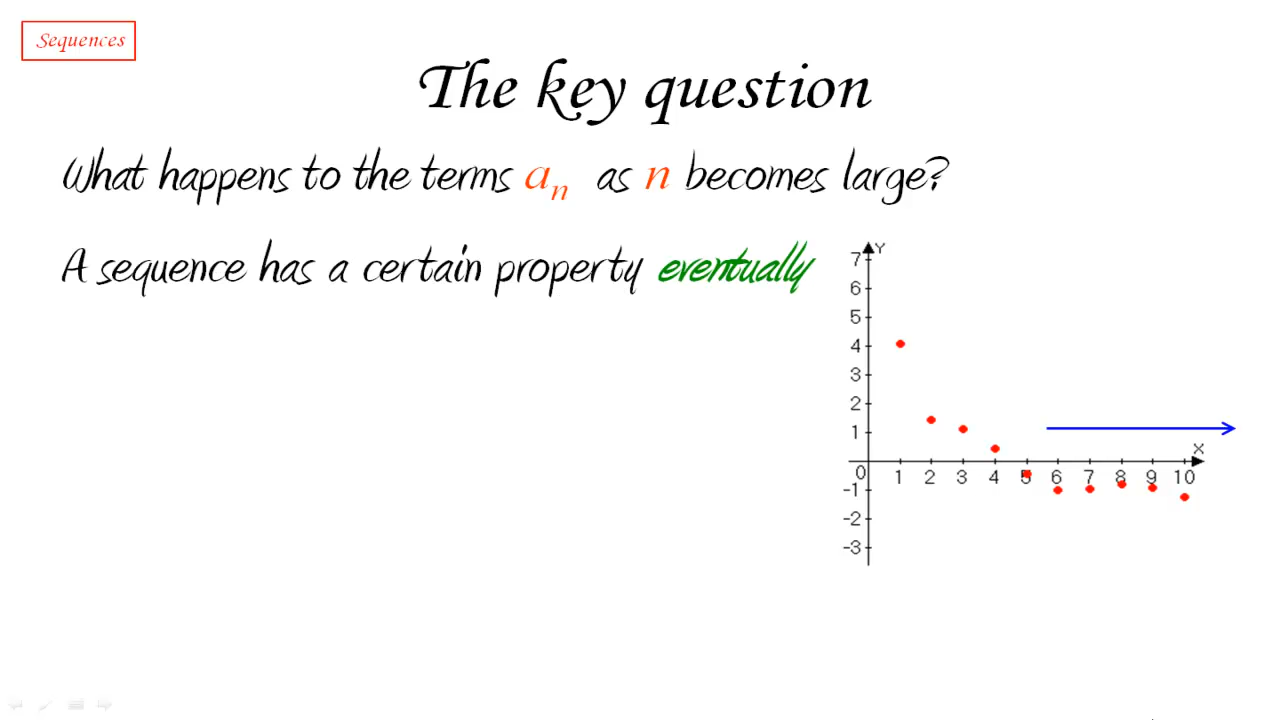 Sequences
The key question
What happens to the terms aₙ as n becomes large?
A sequence has a certain property eventually
Y
7
6
5
4
3
2
1
X
0 1 2 3 4 5 6 7 8 9 10
-1
-2
-3